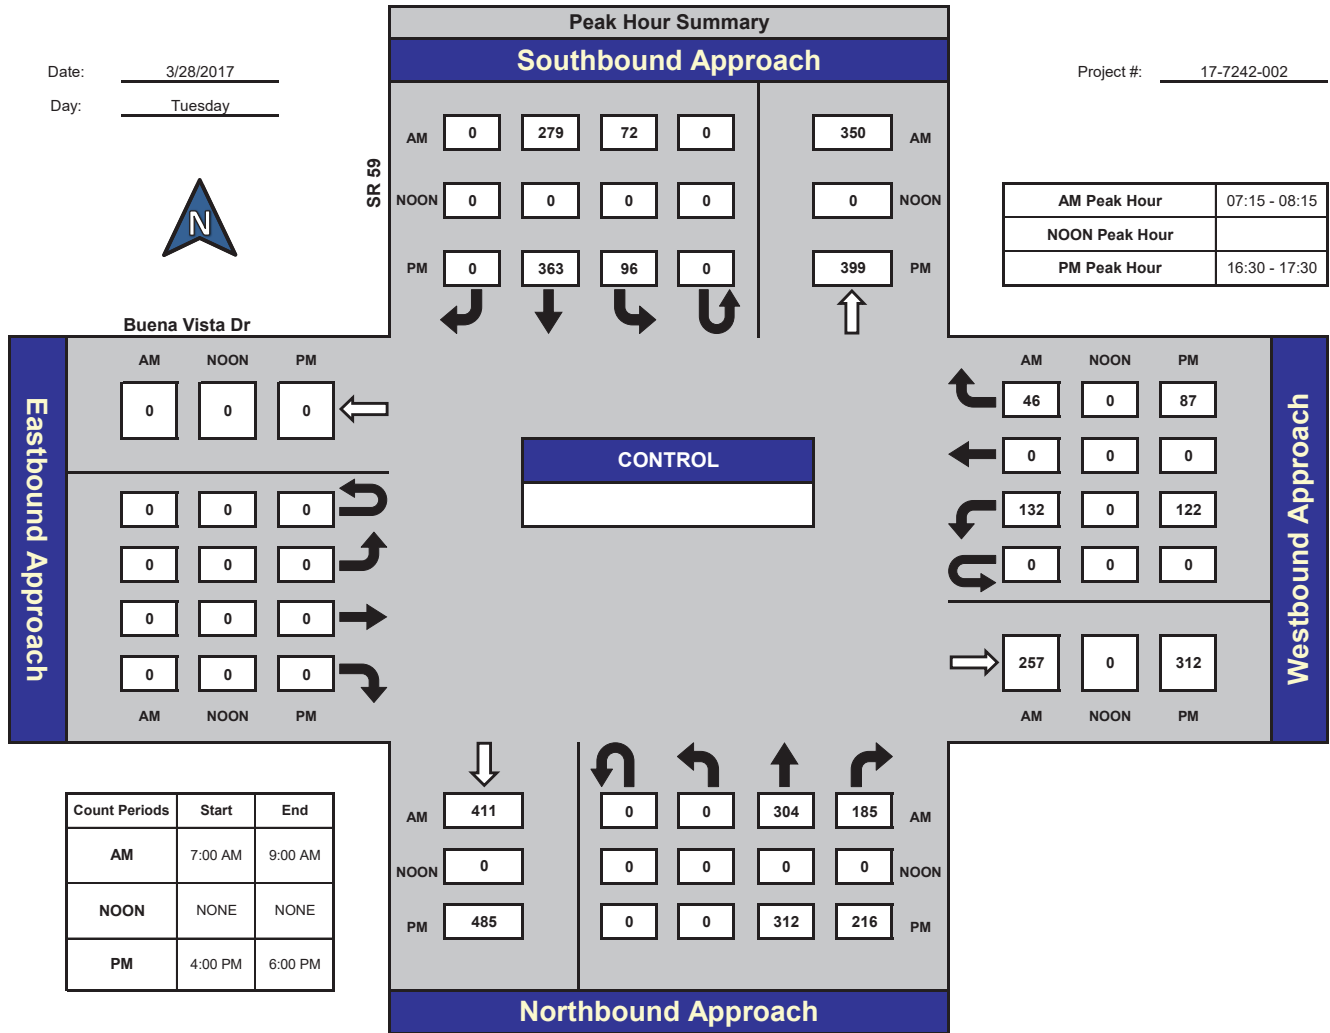 Peak Hour Summary
Southbound Approach
Date: 3/28/2017
Project #: 17-7242-002
Day: Tuesday
SR 59
N
AM 0 279 72 0 350 AM
NOON 0 0 0 0 0 NOON
PM 0 363 96 0 399 PM
AM Peak Hour 07:15 - 08:15
NOON Peak Hour
PM Peak Hour 16:30 - 17:30
Buena Vista Dr
Eastbound Approach
AM NOON PM
0 0 0
0 0 0
0 0 0
0 0 0
0 0 0
AM NOON PM
CONTROL
AM NOON PM
46 0 87
0 0 0
132 0 122
0 0 0
257 0 312
AM NOON PM
Westbound Approach
AM 411 0 0 304 185 AM
NOON 0 0 0 0 0 NOON
PM 485 0 0 312 216 PM
Count Periods Start End
AM 7:00 AM 9:00 AM
NOON NONE NONE
PM 4:00 PM 6:00 PM
Northbound Approach